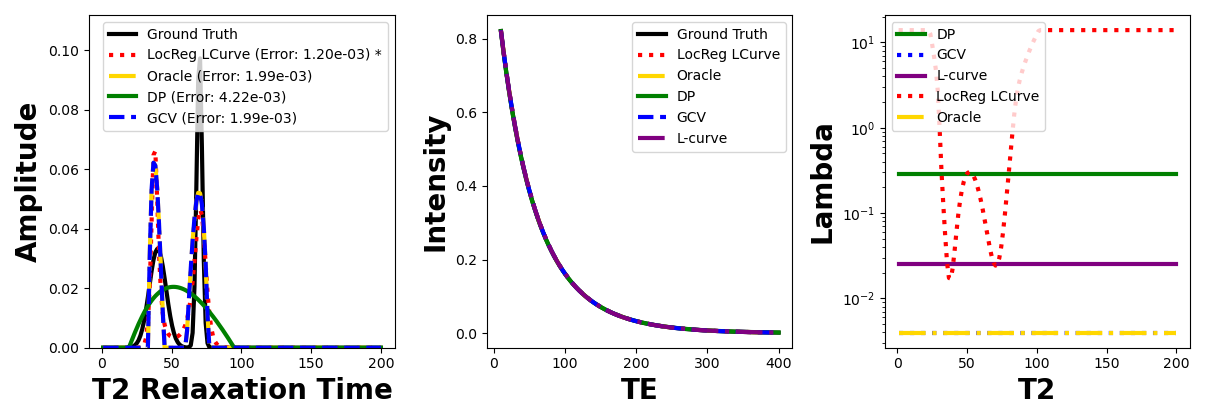 Amplitude
0.10
0.08
0.06
0.04
0.02
0.00
Ground Truth
LocReg LCurve (Error: 1.20e-03) *
Oracle (Error: 1.99e-03)
DP (Error: 4.22e-03)
GCV (Error: 1.99e-03)
0 50 100 150 200
T2 Relaxation Time
Intensity
0.8
0.6
0.4
0.2
0.0
Ground Truth
LocReg LCurve
Oracle
DP
GCV
L-curve
0 100 200 300 400
TE
Lambda
10¹
10⁰
10⁻¹
10⁻²
DP
GCV
L-curve
LocReg LCurve
Oracle
0 50 100 150 200
T2